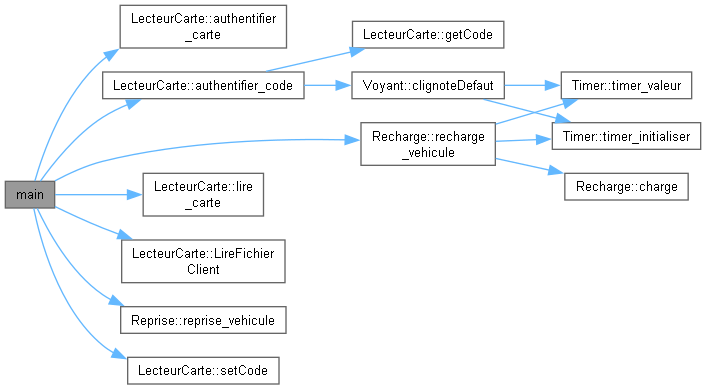 LecteurCarte::authentifier
_carte
LecteurCarte::getCode
LecteurCarte::authentifier_code
Voyant::clignoteDefaut
Timer::timer_valeur
Timer::timer_initialiser
Recharge::recharge
_vehicule
Recharge::charge
main
LecteurCarte::lire
_carte
LecteurCarte::LireFichier
Client
Reprise::reprise_vehicule
LecteurCarte::setCode